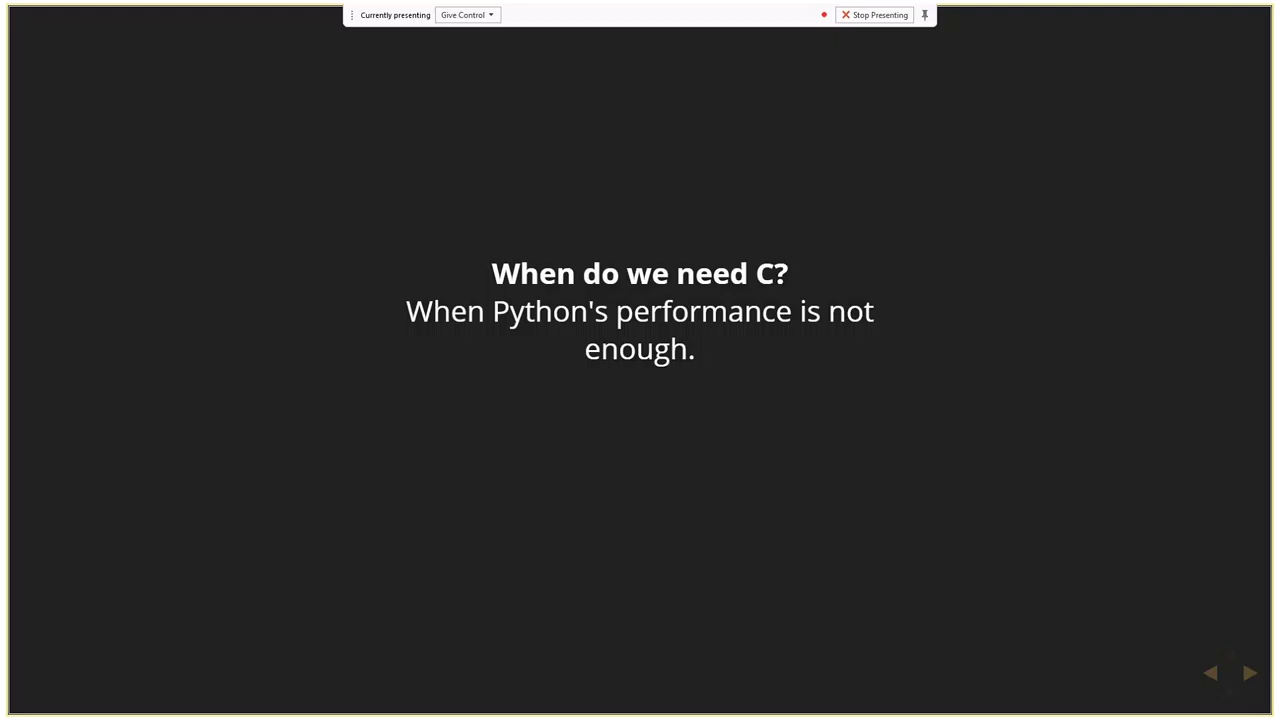 Currently presenting Give Control Stop Presenting
When do we need C?
When Python's performance is not
enough.